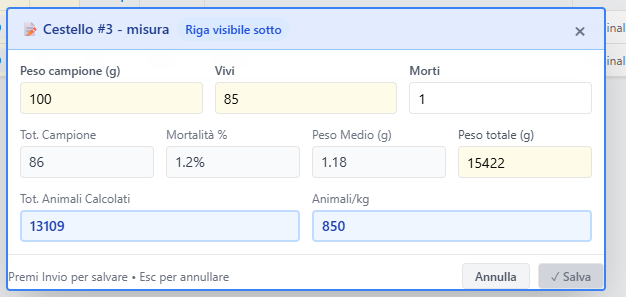 Cestello #3 - misura Riga visibile sotto ×
inal
Peso campione (g) Vivi Morti
100 85 1
Tot. Campione Mortalità % Peso Medio (g) Peso totale (g)
86 1.2% 1.18 15422
Tot. Animali Calcolati Animali/kg
13109 850
Premi Invio per salvare • Esc per annullare Annulla ✓ Salva